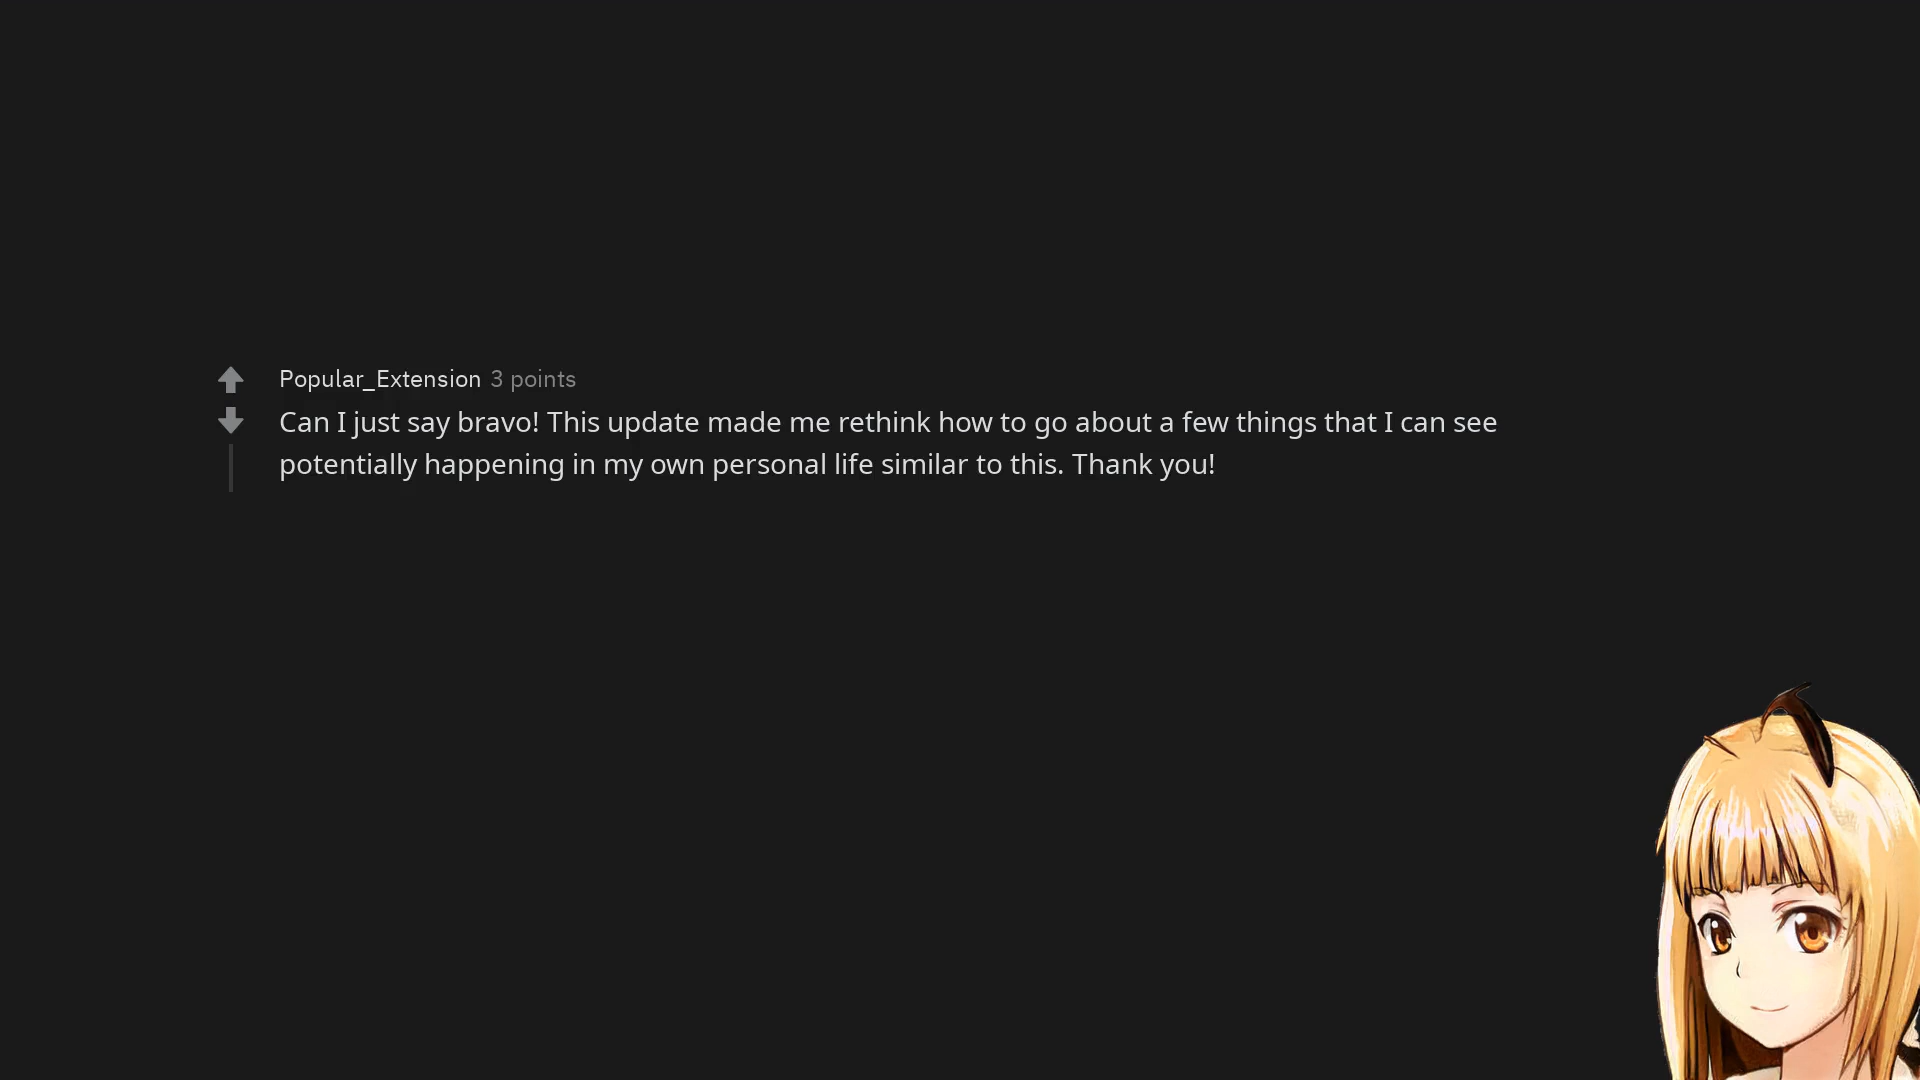 Popular_Extension 3 points
Can I just say bravo! This update made me rethink how to go about a few things that I can see
potentially happening in my own personal life similar to this. Thank you!